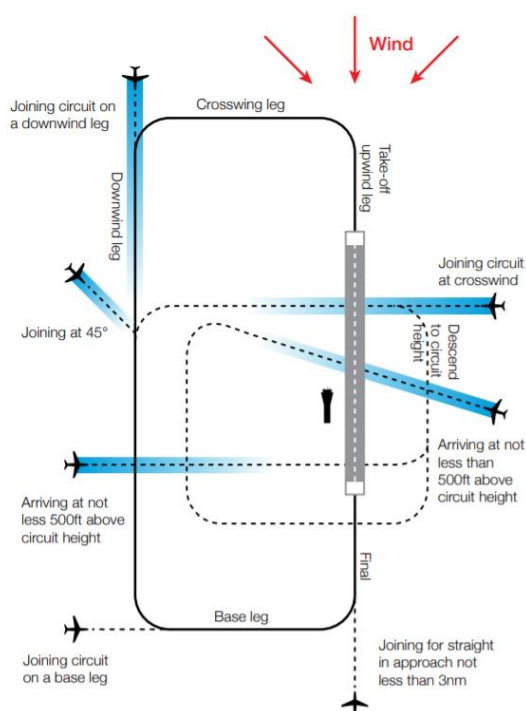 Wind
Joining circuit on
a downwind leg
Crosswing leg
Take-off
upwind leg
Downwind leg
Joining circuit
at crosswind
Joining at 45°
Descend
to circuit
height
Arriving at not
less than
500ft above
circuit height
Arriving at not
less 500ft above
circuit height
Final
Base leg
Joining circuit
on a base leg
Joining for straight
in approach not
less than 3nm